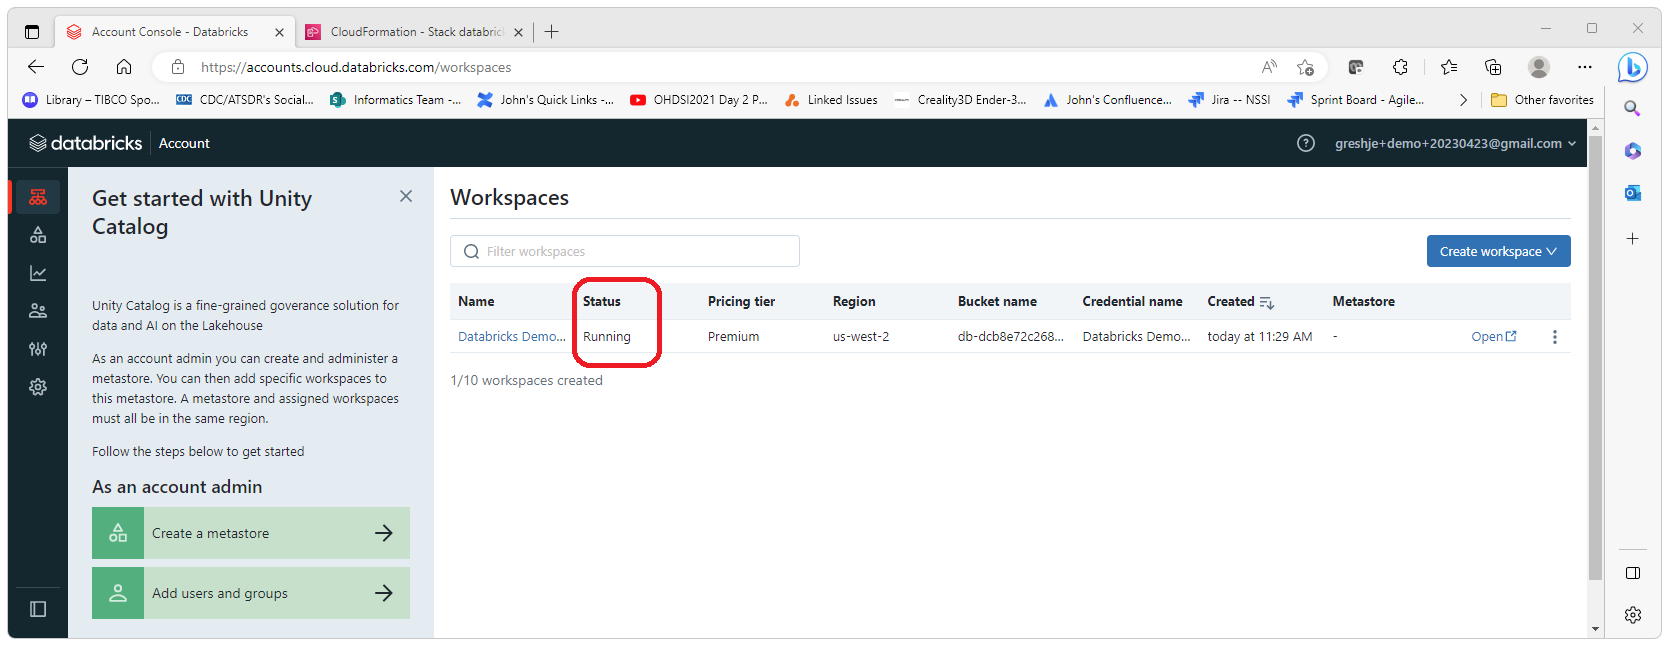 Account Console - Databricks
CloudFormation - Stack databric
https://accounts.cloud.databricks.com/workspaces
Library – TIBCO Spo...
CDC CDC/ATSDR's Social...
Informatics Team -...
John's Quick Links -...
OHDSI2021 Day 2 P...
Linked Issues
Creality3D Ender-3...
John's Confluence...
Jira -- NSSI
Sprint Board - Agile...
Other favorites
databricks Account
greshje+demo+20230423@gmail.com
Get started with Unity
Catalog
Unity Catalog is a fine-grained goverance solution for
data and AI on the Lakehouse
As an account admin you can create and administer a
metastore. You can then add specific workspaces to
this metastore. A metastore and assigned workspaces
must all be in the same region.
Follow the steps below to get started
As an account admin
Create a metastore
Add users and groups
Workspaces
Filter workspaces
Create workspace
Name Status Pricing tier Region Bucket name Credential name Created Metastore
Databricks Demo... Running Premium us-west-2 db-dcb8e72c268... Databricks Demo... today at 11:29 AM - Open
1/10 workspaces created